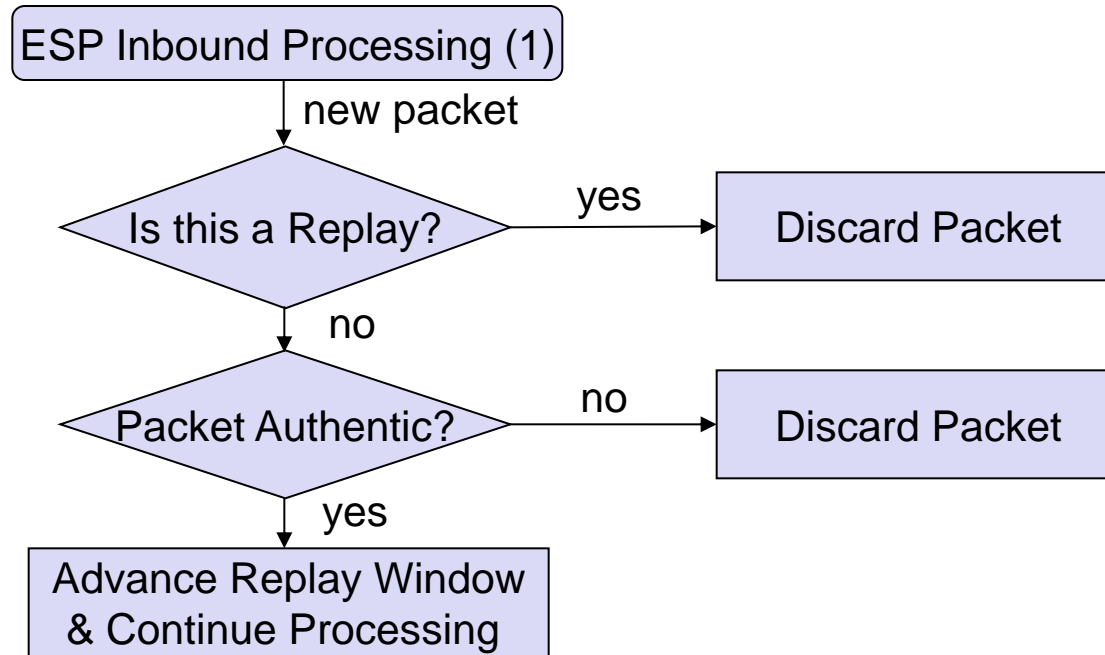 ESP Inbound Processing (1)
new packet
Is this a Replay?
yes
Discard Packet
no
Packet Authentic?
no
Discard Packet
yes
Advance Replay Window
& Continue Processing